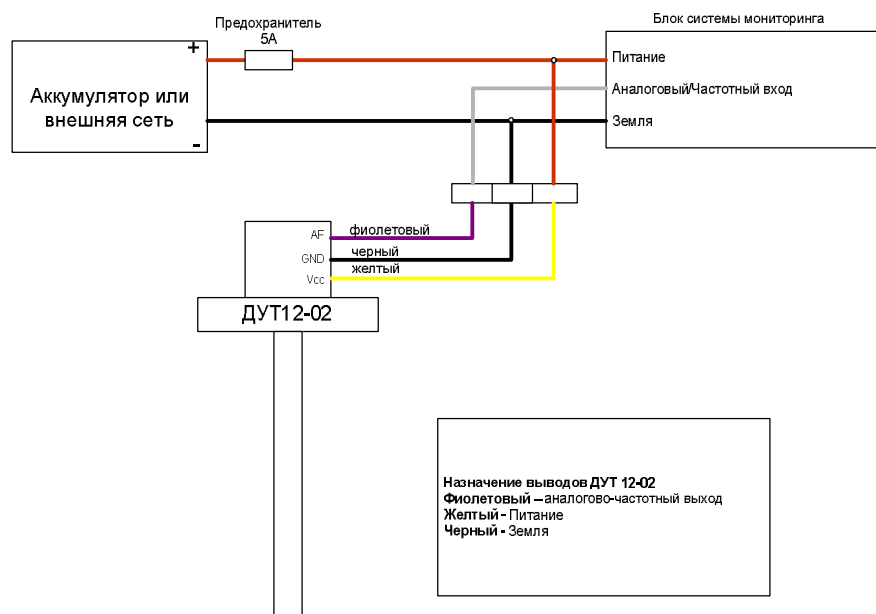 Предохранитель
5А
Блок системы мониторинга
+
Аккумулятор или
внешняя сеть
-
Питание
Аналоговый/Частотный вход
Земля
AF
фиолетовый
GND
черный
Vcc
желтый
ДУТ12-02
Назначение выводов ДУТ 12-02
Фиолетовый – аналогово-частотный выход
Желтый - Питание
Черный - Земля